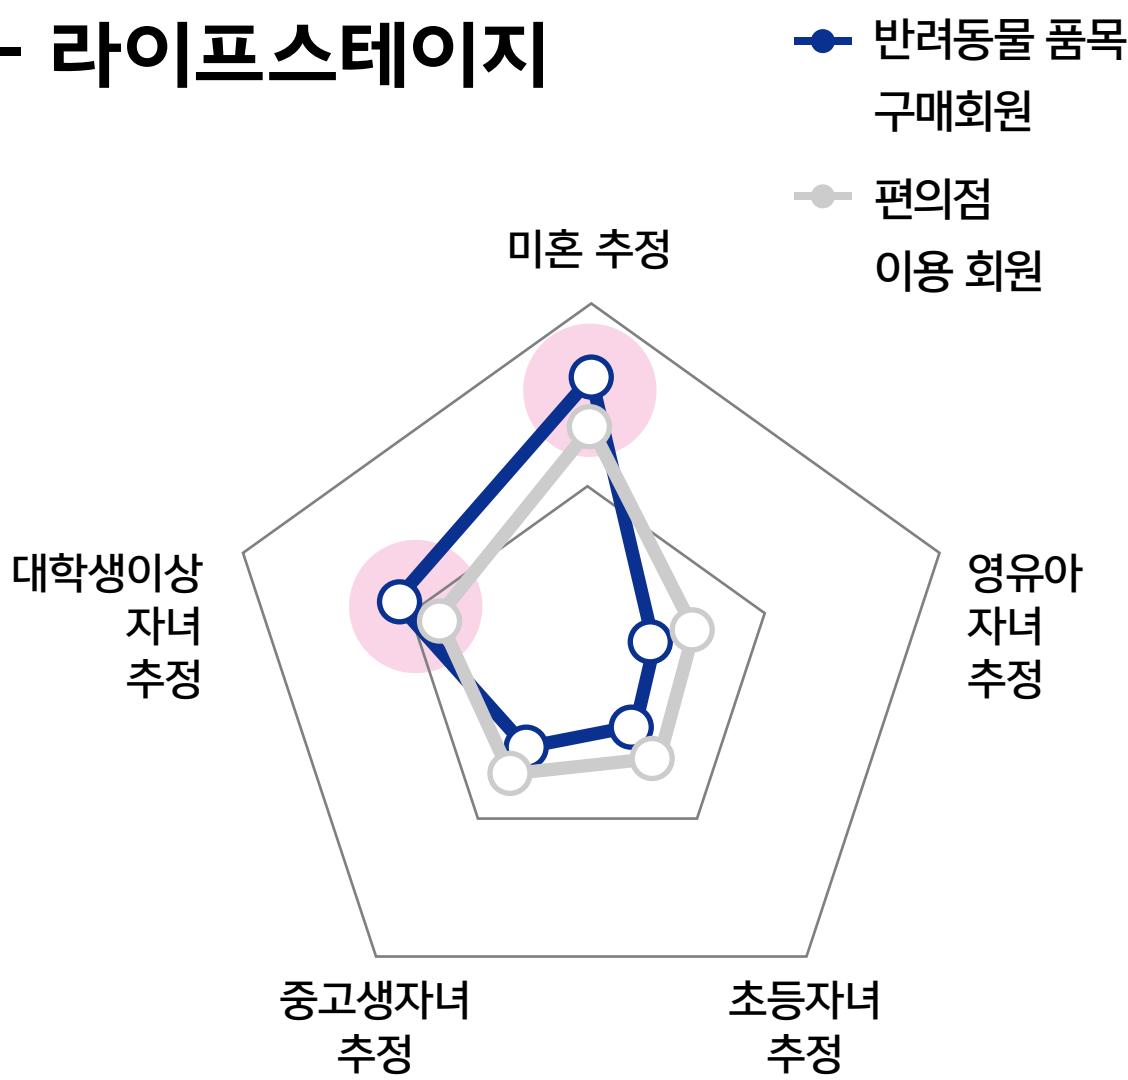 - 라이프스테이지
반려동물 품목
구매회원
편의점
이용 회원
미혼 추정
대학생이상
자녀
추정
영유아
자녀
추정
중고생자녀
추정
초등자녀
추정